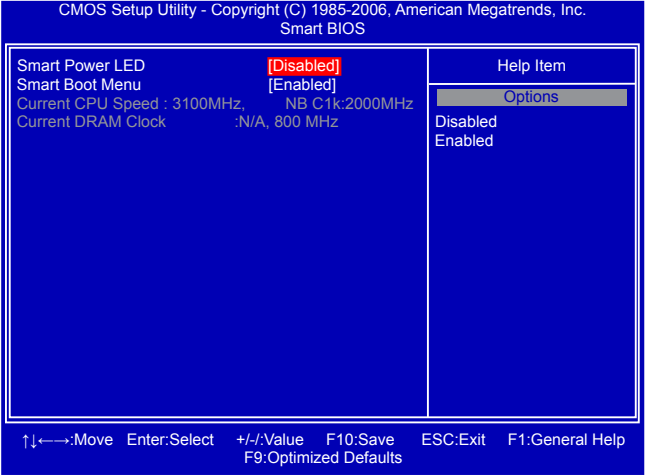 CMOS Setup Utility - Copyright (C) 1985-2006, American Megatrends, Inc.
Smart BIOS
Smart Power LED [Disabled]
Smart Boot Menu [Enabled]
Current CPU Speed : 3100MHz, NB C1k:2000MHz
Current DRAM Clock :N/A, 800 MHz
Help Item
Options
Disabled
Enabled
↑↓←→:Move Enter:Select +/-/:Value F10:Save ESC:Exit F1:General Help
F9:Optimized Defaults